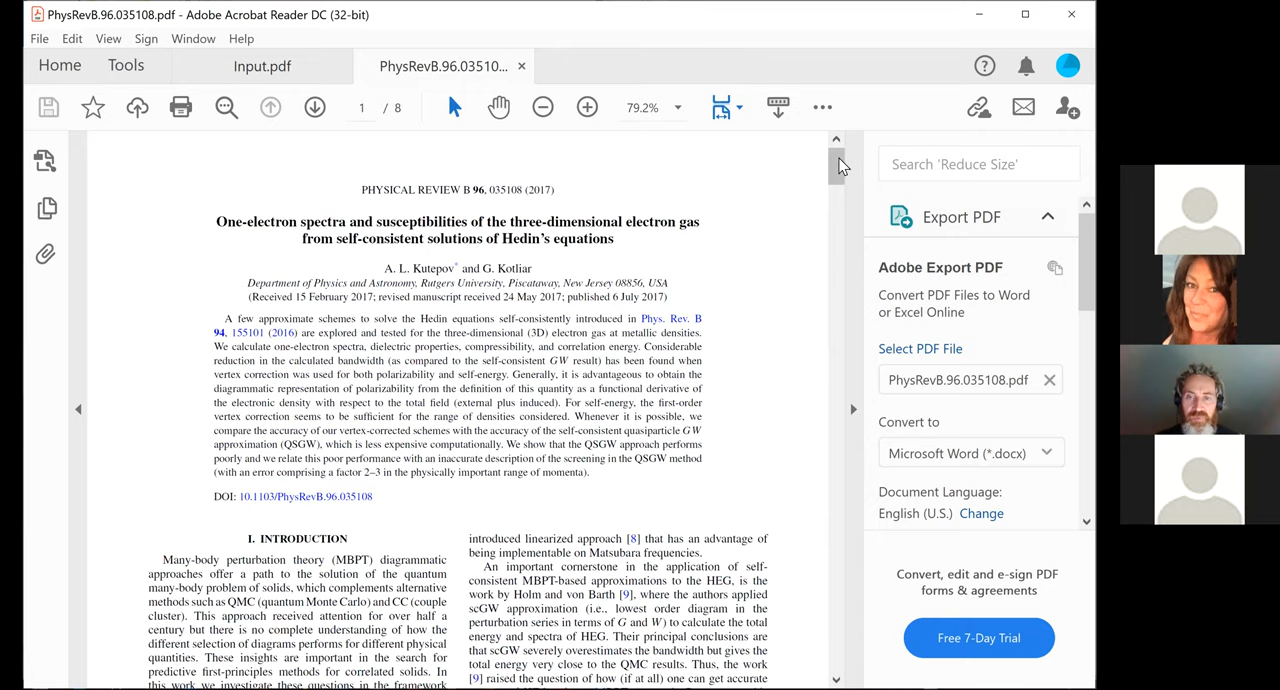 PhysRevB.96.035108.pdf - Adobe Acrobat Reader DC (32-bit)
File Edit View Sign Window Help
Home Tools Input.pdf PhysRevB.96.03510...
1 / 8 79.2%
PHYSICAL REVIEW B 96, 035108 (2017)
One-electron spectra and susceptibilities of the three-dimensional electron gas
from self-consistent solutions of Hedin's equations
A. L. Kutepov* and G. Kotliar
Department of Physics and Astronomy, Rutgers University, Piscataway, New Jersey 08856, USA
(Received 15 February 2017; revised manuscript received 24 May 2017; published 6 July 2017)
A few approximate schemes to solve the Hedin equations self-consistently introduced in Phys. Rev. B
94, 155101 (2016) are explored and tested for the three-dimensional (3D) electron gas at metallic densities.
We calculate one-electron spectra, dielectric properties, compressibility, and correlation energy. Considerable
reduction in the calculated bandwidth (as compared to the self-consistent GW result) has been found when
vertex correction was used for both polarizability and self-energy. Generally, it is advantageous to obtain the
diagrammatic representation of polarizability from the definition of this quantity as a functional derivative of
the electronic density with respect to the total field (external plus induced). For self-energy, the first-order
vertex correction seems to be sufficient for the range of densities considered. Whenever it is possible, we
compare the accuracy of our vertex-corrected schemes with the accuracy of the self-consistent quasiparticle GW
approximation (QSGW), which is less expensive computationally. We show that the QSGW approach performs
poorly and we relate this poor performance with an inaccurate description of the screening in the QSGW method
(with an error comprising a factor 2–3 in the physically important range of momenta).
DOI: 10.1103/PhysRevB.96.035108
I. INTRODUCTION
Many-body perturbation theory (MBPT) diagrammatic
approaches offer a path to the solution of the quantum
many-body problem of solids, which complements alternative
methods such as QMC (quantum Monte Carlo) and CC (couple
cluster). This approach received attention for over half a
century but there is no complete understanding of how the
different selection of diagrams performs for different physical
quantities. These insights are important in the search for
predictive first-principles methods for correlated solids. In
this work we investigate these questions in the framework
introduced linearized approach [8] that has an advantage of
being implementable on Matsubara frequencies.
An important cornerstone in the application of self-
consistent MBPT-based approximations to the HEG, is the
work by Holm and von Barth [9], where the authors applied
scGW approximation (i.e., lowest order diagram in the
perturbation series in terms of G and W) to calculate the total
energy and spectra of HEG. Their principal conclusions are
that scGW severely overestimates the bandwidth but gives the
total energy very close to the QMC results. Thus, the work
[9] raised the question of how (if at all) one can get accurate
Search 'Reduce Size'
Export PDF
Adobe Export PDF
Convert PDF Files to Word
or Excel Online
Select PDF File
PhysRevB.96.035108.pdf
Convert to
Microsoft Word (*.docx)
Document Language:
English (U.S.) Change
Convert, edit and e-sign PDF
forms & agreements
Free 7-Day Trial